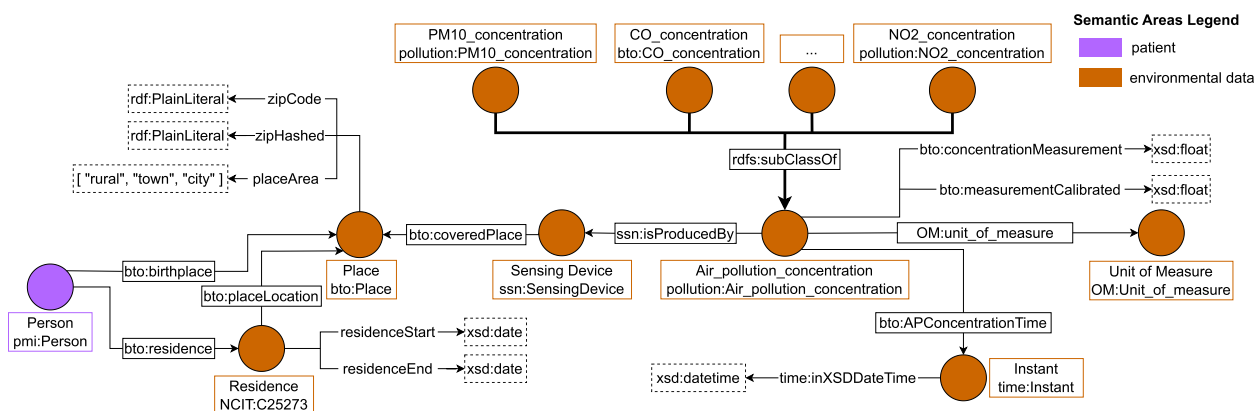 PM10_concentration
pollution:PM10_concentration
CO_concentration
bto:CO_concentration
...
NO2_concentration
pollution:NO2_concentration
Semantic Areas Legend
patient
environmental data
rdf:PlainLiteral
zipCode
rdf:PlainLiteral
zipHashed
[ "rural", "town", "city" ]
placeArea
rdfs:subClassOf
bto:concentrationMeasurement
xsd:float
bto:measurementCalibrated
xsd:float
bto:coveredPlace
ssn:isProducedBy
OM:unit_of_measure
bto:birthplace
Place
bto:Place
Sensing Device
ssn:SensingDevice
Air_pollution_concentration
pollution:Air_pollution_concentration
Unit of Measure
OM:Unit_of_measure
bto:placeLocation
Person
pmi:Person
bto:residence
residenceStart
xsd:date
residenceEnd
xsd:date
bto:APConcentrationTime
Residence
NCIT:C25273
xsd:datetime
time:inXSDDateTime
Instant
time:Instant